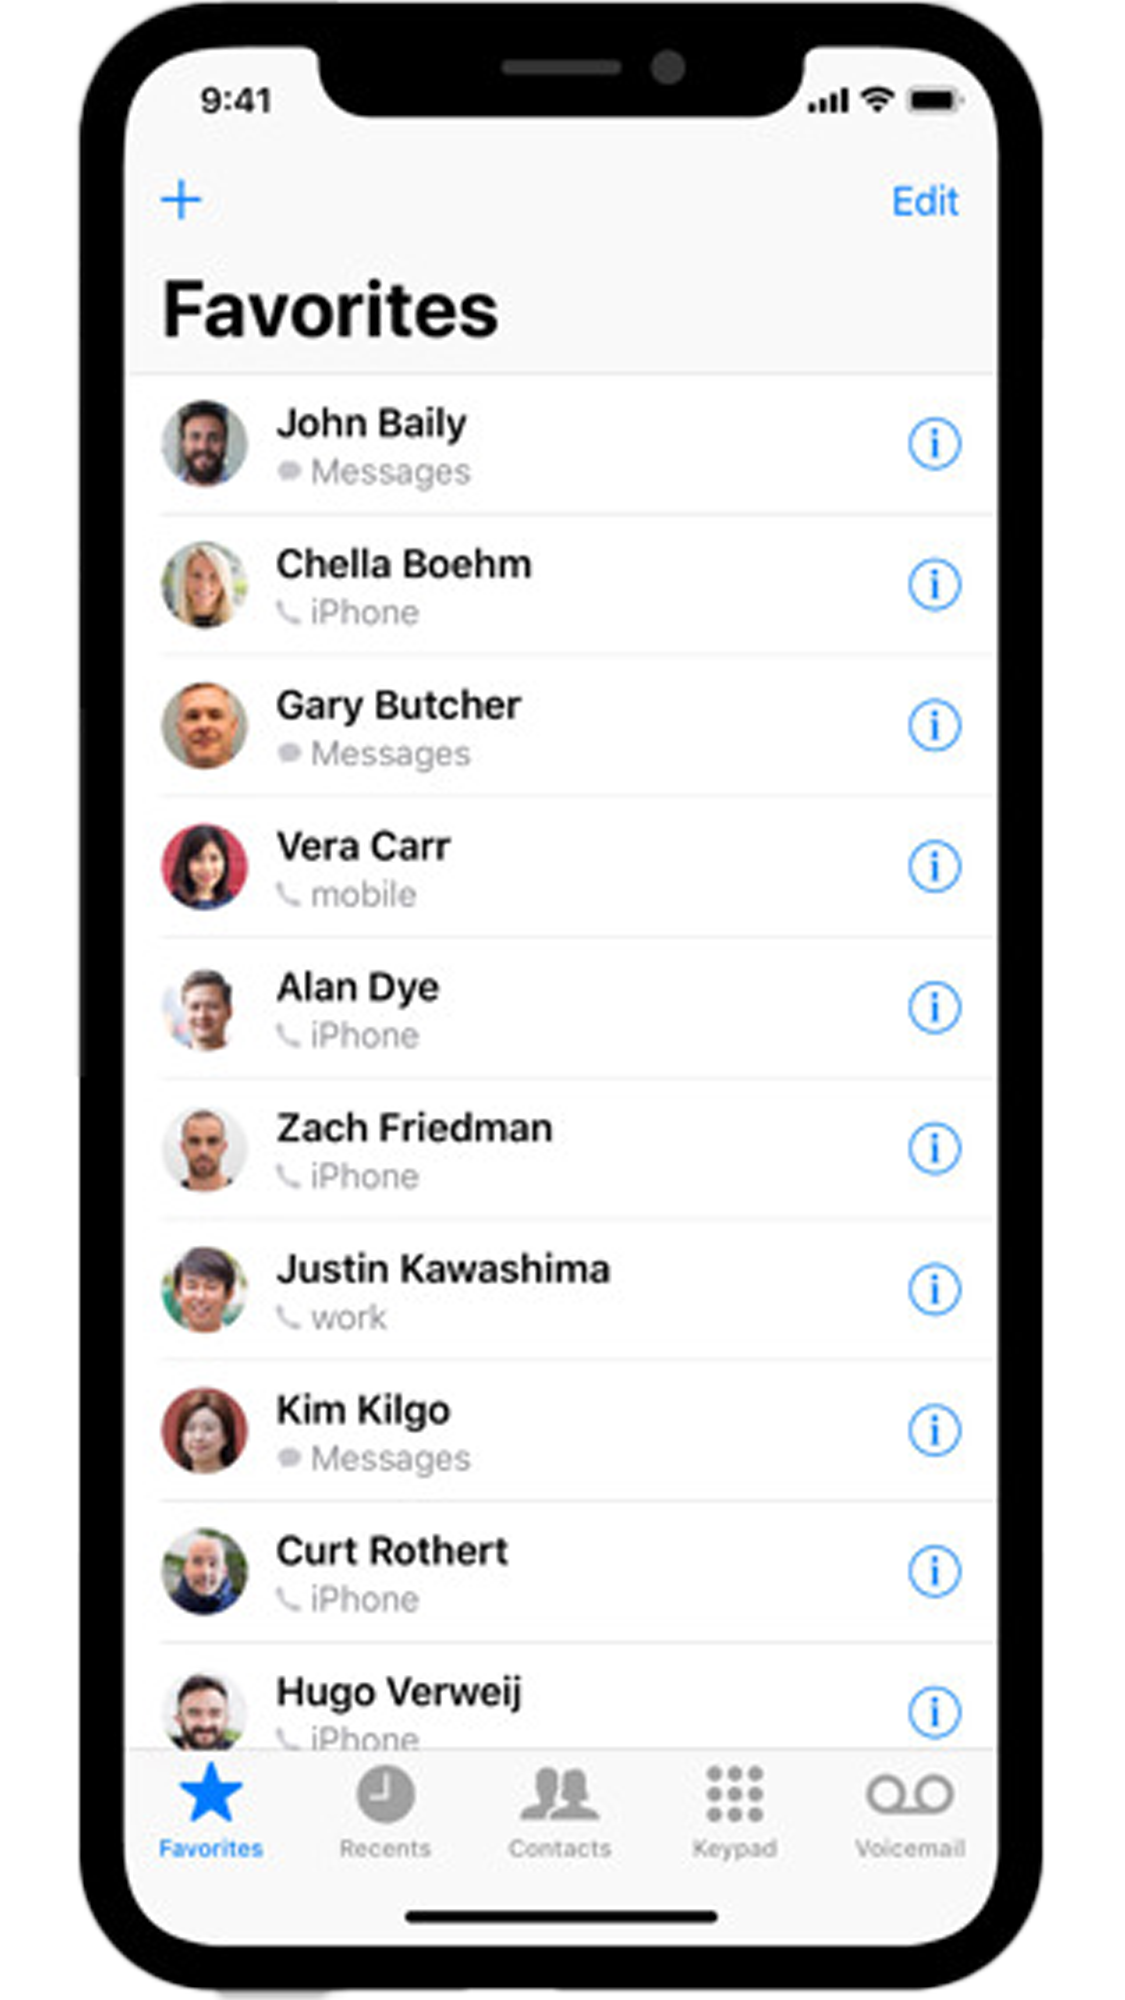 9:41
Edit
Favorites
John Baily
Messages
Chella Boehm
iPhone
Gary Butcher
Messages
Vera Carr
mobile
Alan Dye
iPhone
Zach Friedman
iPhone
Justin Kawashima
work
Kim Kilgo
Messages
Curt Rothert
iPhone
Hugo Verweij
iPhone
Favorites Recents Contacts Keypad Voicemail